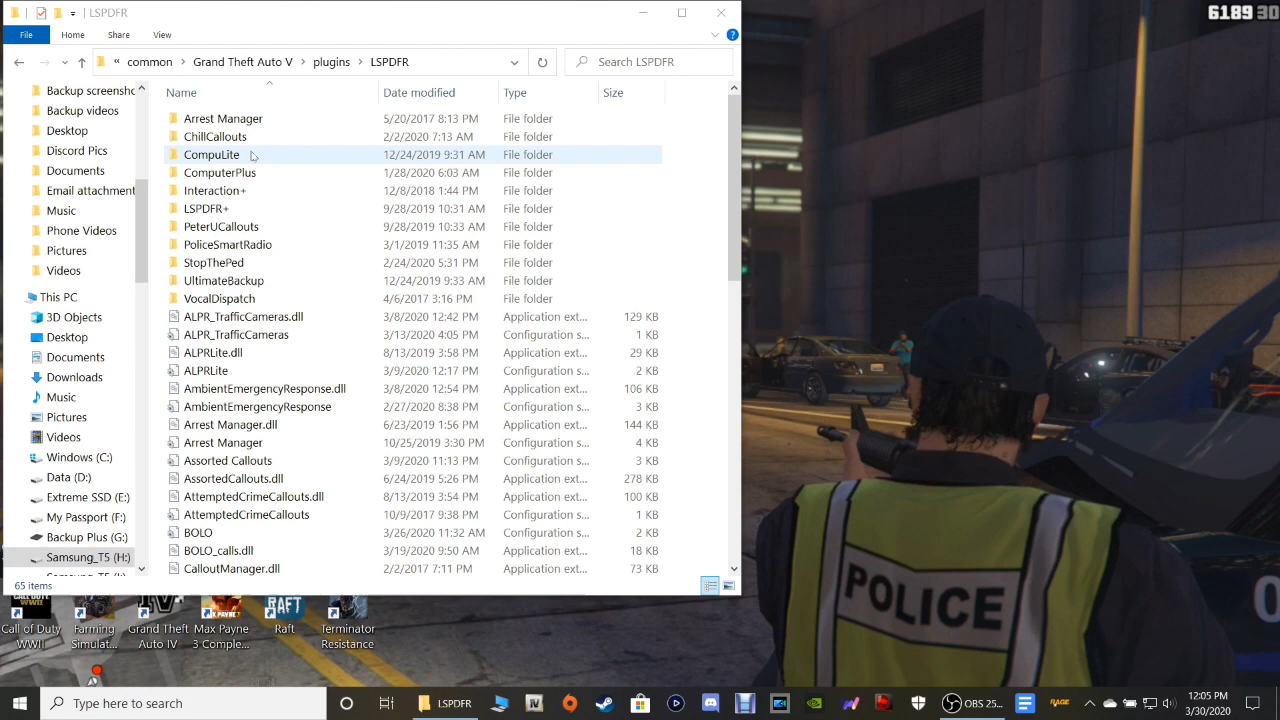 LSPDFR
6189 30
File Home Share View
« common Grand Theft Auto V plugins LSPDFR
Search LSPDFR
Name Date modified Type Size
Backup screensho
Backup videos
Desktop
Discord Pics
Documents
Email attachment
Music
Phone Videos
Pictures
Videos
This PC
3D Objects
Desktop
Documents
Downloads
Music
Pictures
Videos
Windows (C:)
Data (D:)
Extreme SSD (E:)
My Passport (F:)
Backup Plus (G:)
Samsung_T5 (H:)
Arrest Manager 5/20/2017 8:13 PM File folder
ChillCallouts 2/2/2020 7:13 AM File folder
CompuLite 12/24/2019 9:31 AM File folder
ComputerPlus 1/28/2020 6:03 AM File folder
Interaction+ 12/8/2018 1:44 PM File folder
LSPDFR+ 9/28/2019 10:31 AM File folder
PeterUCallouts 9/28/2019 10:33 AM File folder
PoliceSmartRadio 3/1/2019 11:35 AM File folder
StopThePed 2/24/2020 5:31 PM File folder
UltimateBackup 12/24/2019 9:33 AM File folder
VocalDispatch 4/6/2017 3:16 PM File folder
ALPR_TrafficCameras.dll 3/8/2020 12:42 PM Application ext... 129 KB
ALPR_TrafficCameras 3/13/2020 4:05 PM Configuration s... 1 KB
ALPRLite.dll 8/13/2019 3:58 PM Application ext... 29 KB
ALPRLite 3/9/2020 12:17 PM Configuration s... 2 KB
AmbientEmergencyResponse.dll 3/8/2020 12:54 PM Application ext... 106 KB
AmbientEmergencyResponse 2/27/2020 8:38 PM Configuration s... 3 KB
Arrest Manager.dll 6/23/2019 1:56 PM Application ext... 144 KB
Arrest Manager 10/25/2019 3:30 PM Configuration s... 4 KB
Assorted Callouts 3/9/2020 11:13 PM Configuration s... 3 KB
AssortedCallouts.dll 6/24/2019 5:26 PM Application ext... 278 KB
AttemptedCrimeCallouts.dll 8/13/2019 3:54 PM Application ext... 100 KB
AttemptedCrimeCallouts 10/9/2017 9:38 PM Configuration s... 1 KB
BOLO 3/26/2020 11:32 AM Configuration s... 2 KB
BOLO_calls.dll 3/19/2020 9:50 AM Application ext... 18 KB
CalloutManager.dll 2/2/2017 7:11 PM Application ext... 73 KB
65 items
POLICE
Call of Duty WWII
Farming Simulat...
Grand Theft Auto IV
Max Payne 3 Comple...
Raft
Terminator Resistance
Type here to search
LSPDFR
OBS 25...
RAGE
12:05 PM
3/30/2020